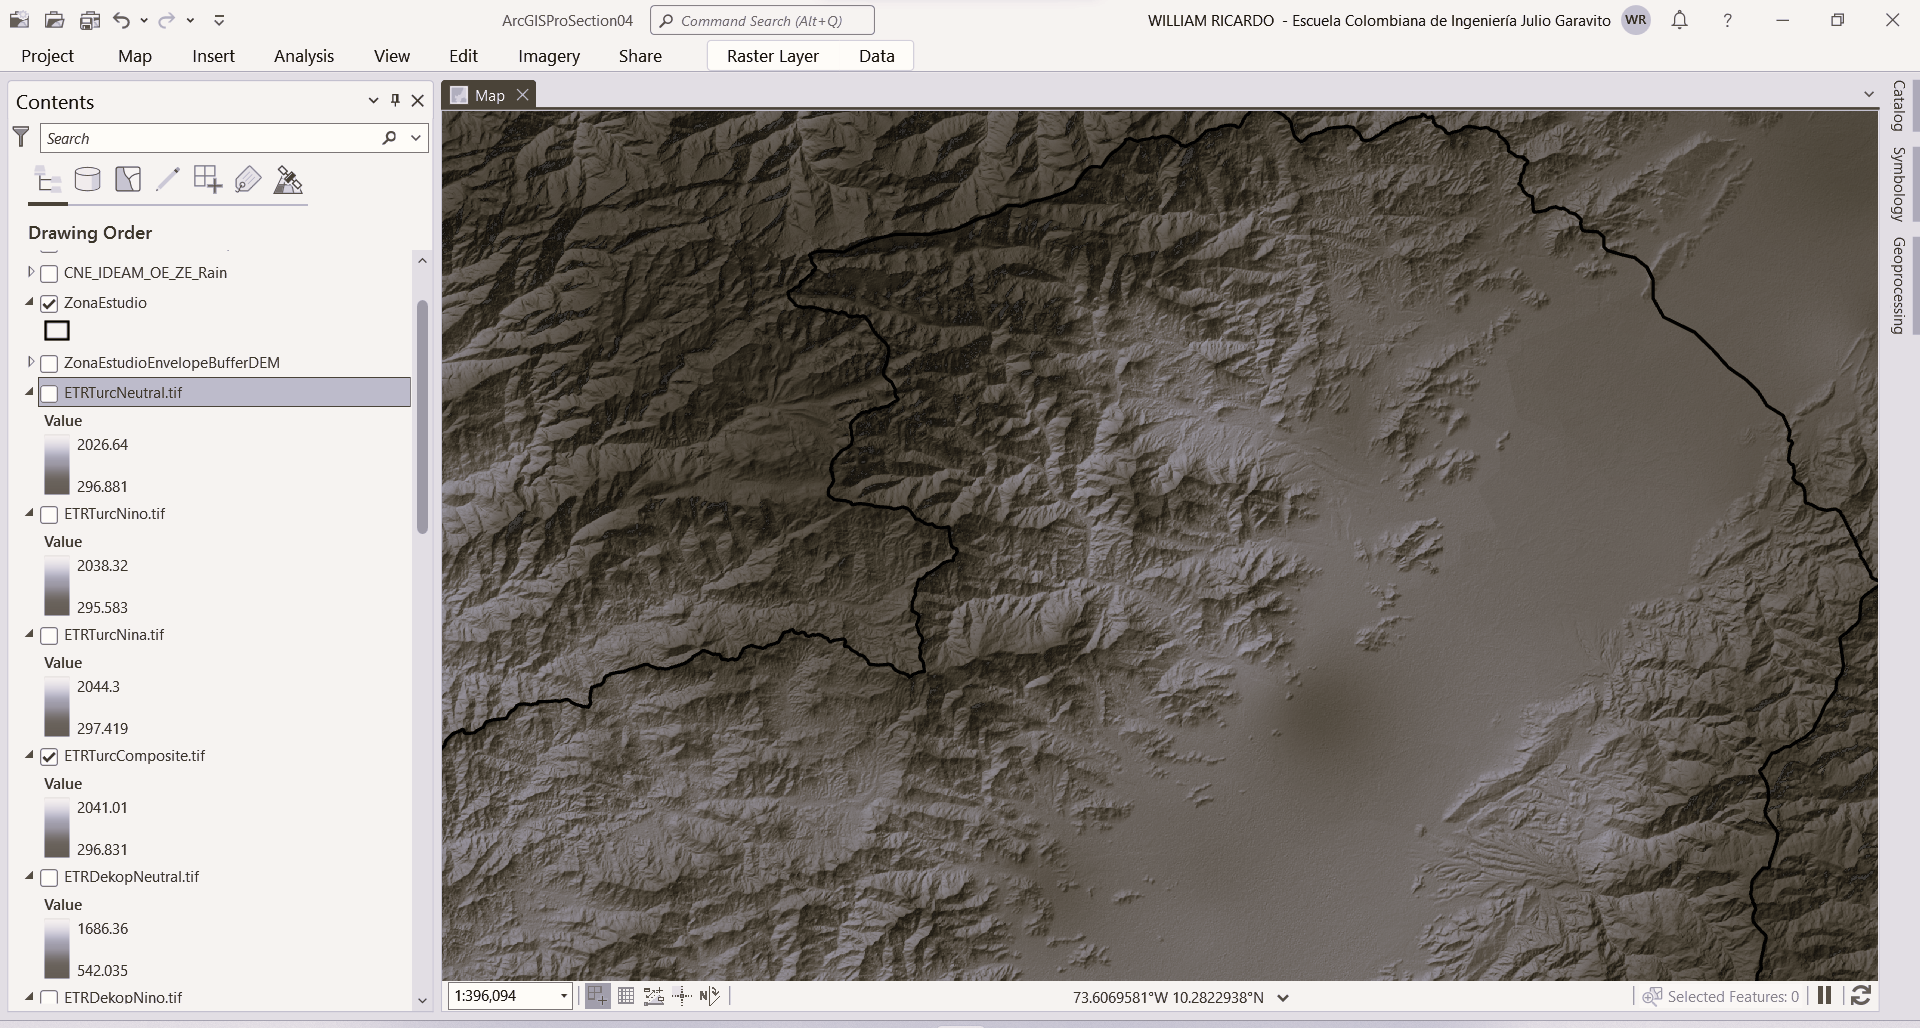 ArcGISProSection04
Command Search (Alt+Q)
WILLIAM RICARDO - Escuela Colombiana de Ingeniería Julio Garavito
WR
?
Project Map Insert Analysis View Edit Imagery Share Raster Layer Data
Contents
Map
Search
Drawing Order
CNE_IDEAM_OE_ZE_Rain
ZonaEstudio
ZonaEstudioEnvelopeBufferDEM
ETRTurcNeutral.tif
Value
2026.64
296.881
ETRTurcNino.tif
Value
2038.32
295.583
ETRTurcNina.tif
Value
2044.3
297.419
ETRTurcComposite.tif
Value
2041.01
296.831
ETRDekopNeutral.tif
Value
1686.36
542.035
ETRDekopNino.tif
1:396,094
N
73.6069581°W 10.2822938°N
Selected Features: 0
Catalog
Symbology
Geoprocessing